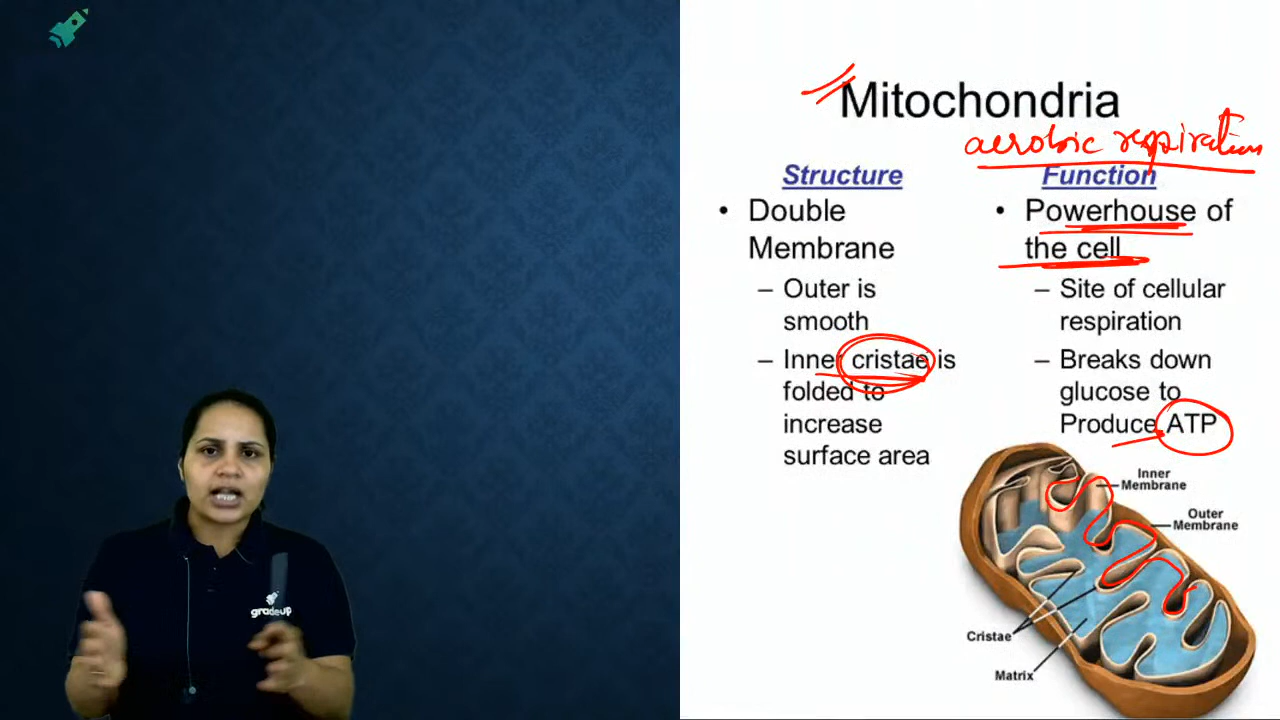 Mitochondria
aerobic respiration
Structure
Function
• Double
Membrane
– Outer is
smooth
– Inner cristae is
folded to
increase
surface area
• Powerhouse of
the cell
– Site of cellular
respiration
– Breaks down
glucose to
Produce ATP
Inner
Membrane
Outer
Membrane
Cristae
Matrix
gradeup